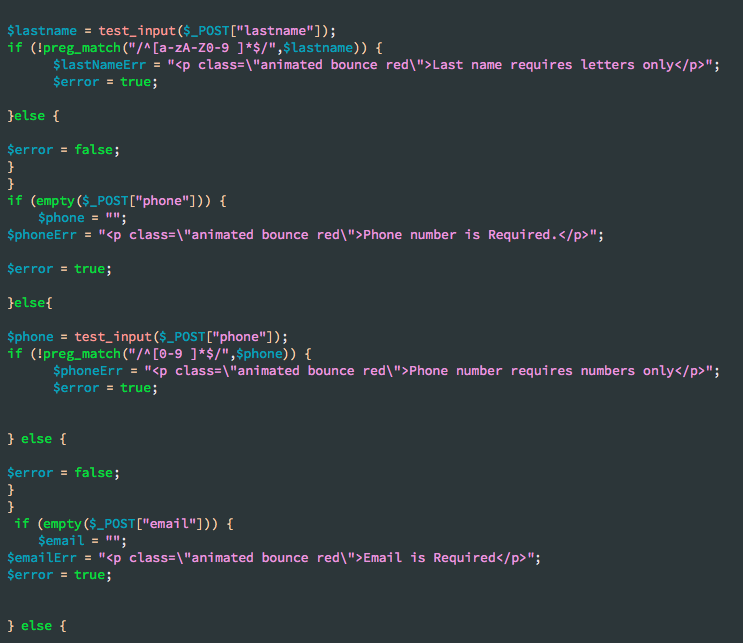 $lastname = test_input($_POST["lastname"]);
if (!preg_match("/^[a-zA-Z0-9 ]*$/",$lastname)) {
$lastNameErr = "<p class=\"animated bounce red\">Last name requires letters only</p>";
$error = true;
}else {
$error = false;
}
}
if (empty($_POST["phone"])) {
$phone = "";
$phoneErr = "<p class=\"animated bounce red\">Phone number is Required.</p>";
$error = true;
}else{
$phone = test_input($_POST["phone"]);
if (!preg_match("/^[0-9 ]*$/",$phone)) {
$phoneErr = "<p class=\"animated bounce red\">Phone number requires numbers only</p>";
$error = true;
} else {
$error = false;
}
}
if (empty($_POST["email"])) {
$email = "";
$emailErr = "<p class=\"animated bounce red\">Email is Required</p>";
$error = true;
} else {